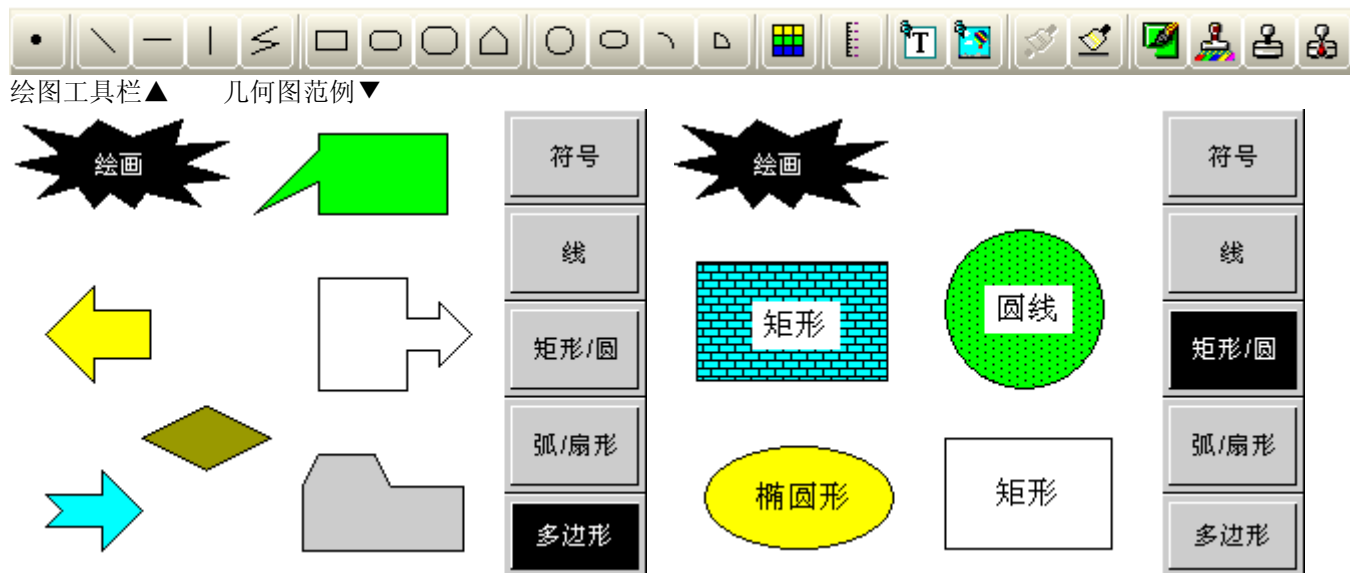 T
绘图工具栏▲ 几何图范例▼
绘画
符号
线
矩形/圆
弧/扇形
多边形
绘画
矩形
圆线
椭圆形
矩形
符号
线
矩形/圆
弧/扇形
多边形